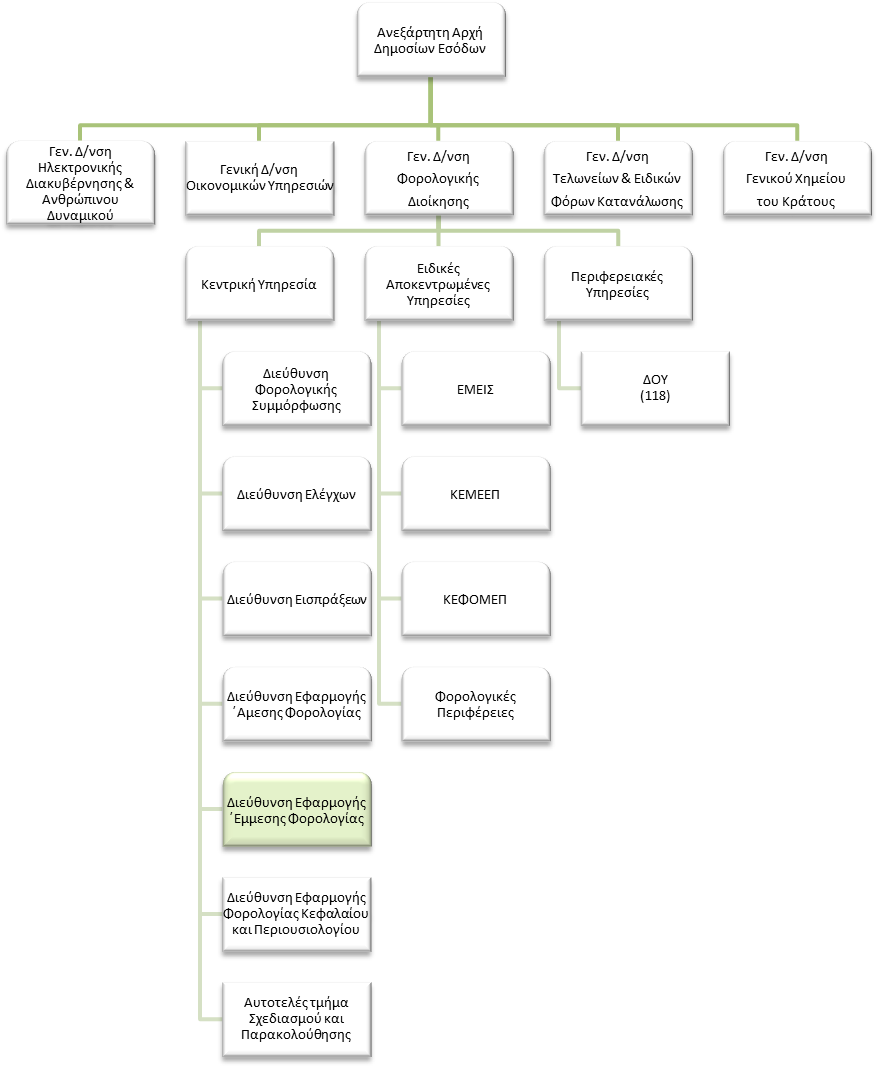 Ανεξάρτητη Αρχή
Δημοσίων Εσόδων
Γεν. Δ/νση
Ηλεκτρονικής
Διακυβέρνησης &
Ανθρώπινου
Δυναμικού
Γενική Δ/νση
Οικονομικών Υπηρεσιών
Γεν. Δ/νση
Φορολογικής
Διοίκησης
Γεν. Δ/νση
Τελωνείων & Ειδικών
Φόρων Κατανάλωσης
Γεν. Δ/νση
Γενικού Χημείου
του Κράτους
Κεντρική Υπηρεσία
Ειδικές
Αποκεντρωμένες
Υπηρεσίες
Περιφερειακές
Υπηρεσίες
Διεύθυνση
Φορολογικής
Συμμόρφωσης
Διεύθυνση Ελέγχων
Διεύθυνση Εισπράξεων
Διεύθυνση Εφαρμογής
΄Αμεσης Φορολογίας
Διεύθυνση Εφαρμογής
΄Εμμεσης Φορολογίας
Διεύθυνση Εφαρμογής
Φορολογίας Κεφαλαίου
και Περιουσιολογίου
Αυτοτελές τμήμα
Σχεδιασμού και
Παρακολούθησης
ΕΜΕΙΣ
ΚΕΜΕΕΠ
ΚΕΦΟΜΕΠ
Φορολογικές
Περιφέρειες
ΔΟΥ
(118)